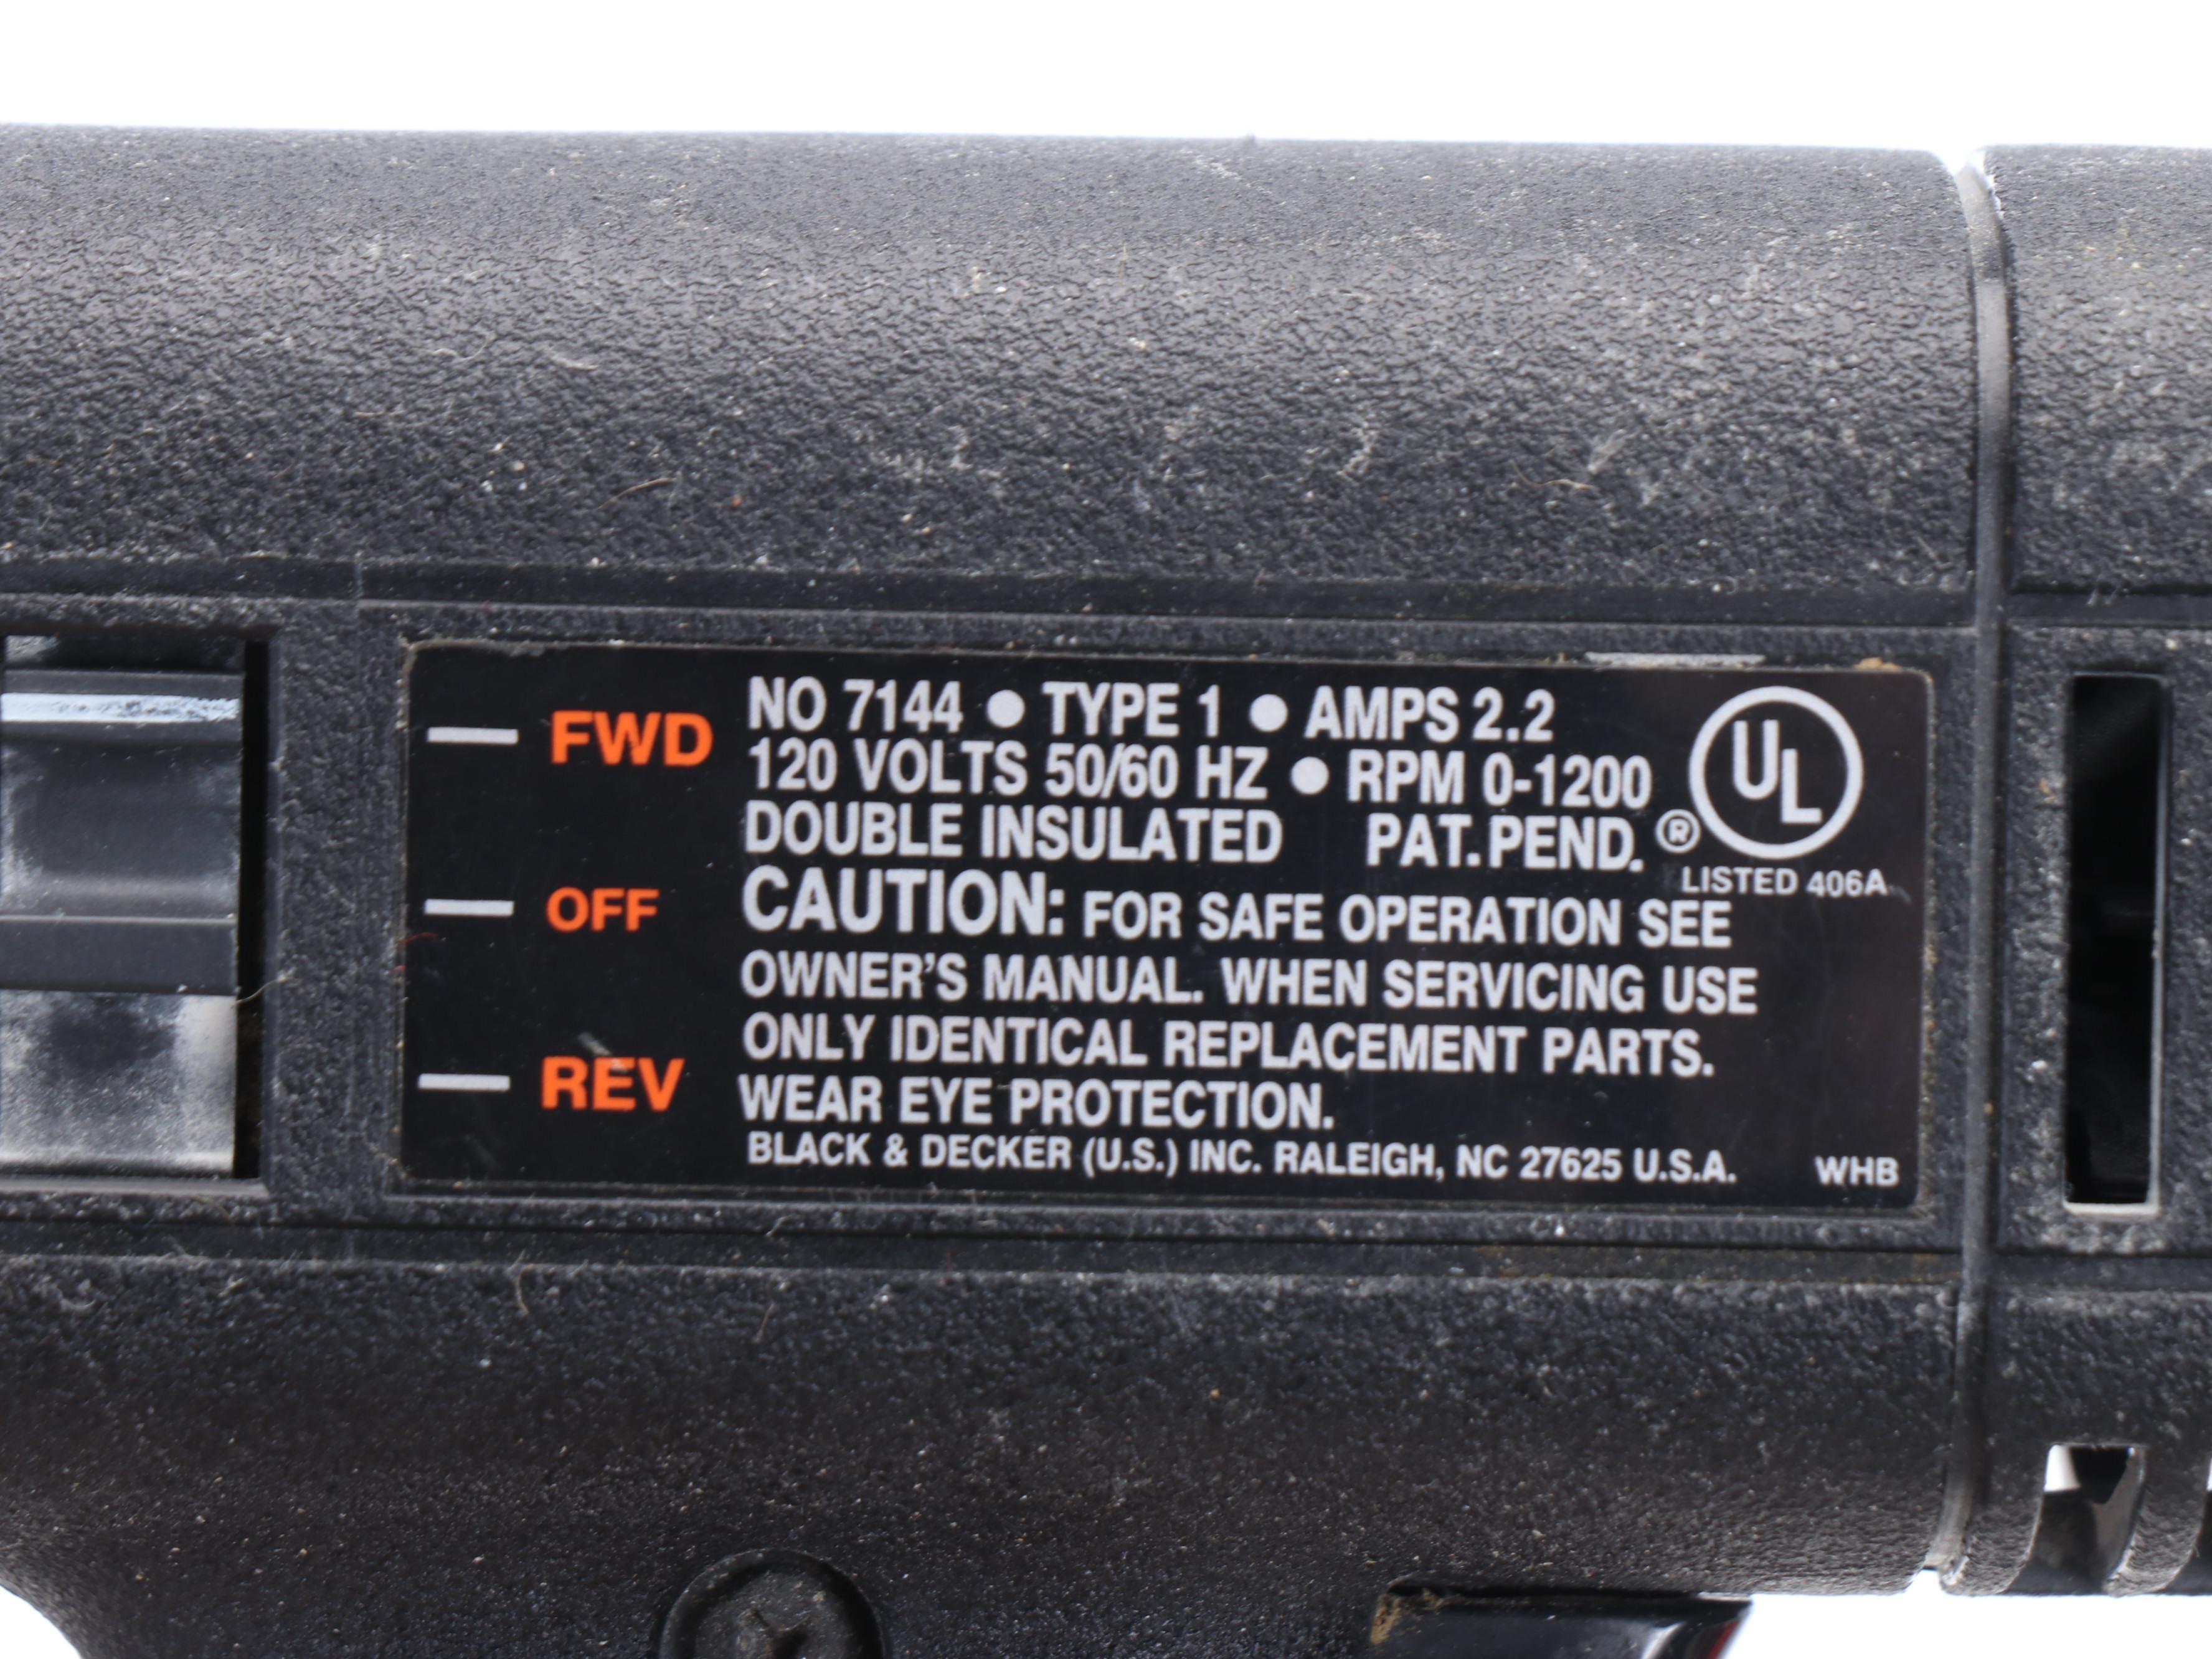 FWD
OFF
REV
NO 7144 ● TYPE 1 ● AMPS 2.2
120 VOLTS 50/60 HZ ● RPM 0-1200
DOUBLE INSULATED PAT.PEND.
UL ®
LISTED 406A
CAUTION: FOR SAFE OPERATION SEE
OWNER'S MANUAL. WHEN SERVICING USE
ONLY IDENTICAL REPLACEMENT PARTS.
WEAR EYE PROTECTION.
BLACK & DECKER (U.S.) INC. RALEIGH, NC 27625 U.S.A. WHB